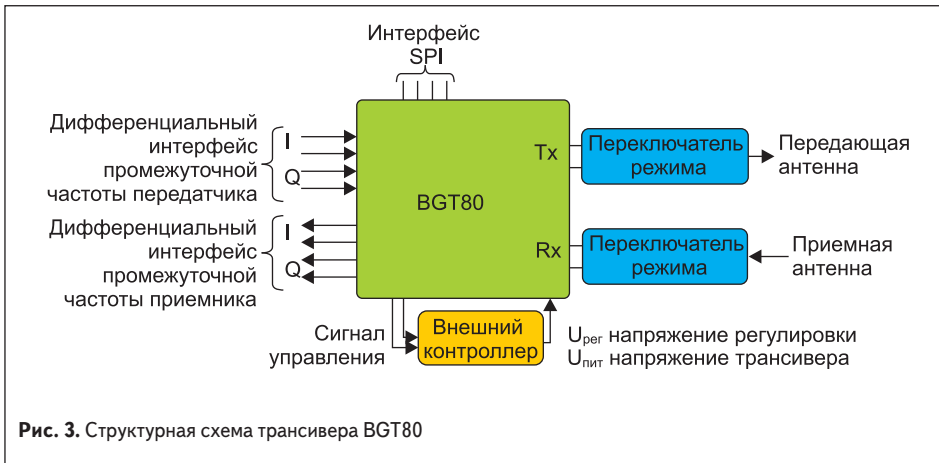 Интерфейс
SPI
Дифференциальный
интерфейс
промежуточной
частоты передатчика
I
Q
Дифференциальный
интерфейс
промежуточной
частоты приемника
I
Q
BGT80
Tx
Rx
Переключатель
режима
Передающая
антенна
Переключатель
режима
Приемная
антенна
Сигнал
управления
Внешний
контроллер
Uрег напряжение регулировки
Uпит напряжение трансивера
Рис. 3. Структурная схема трансивера BGT80